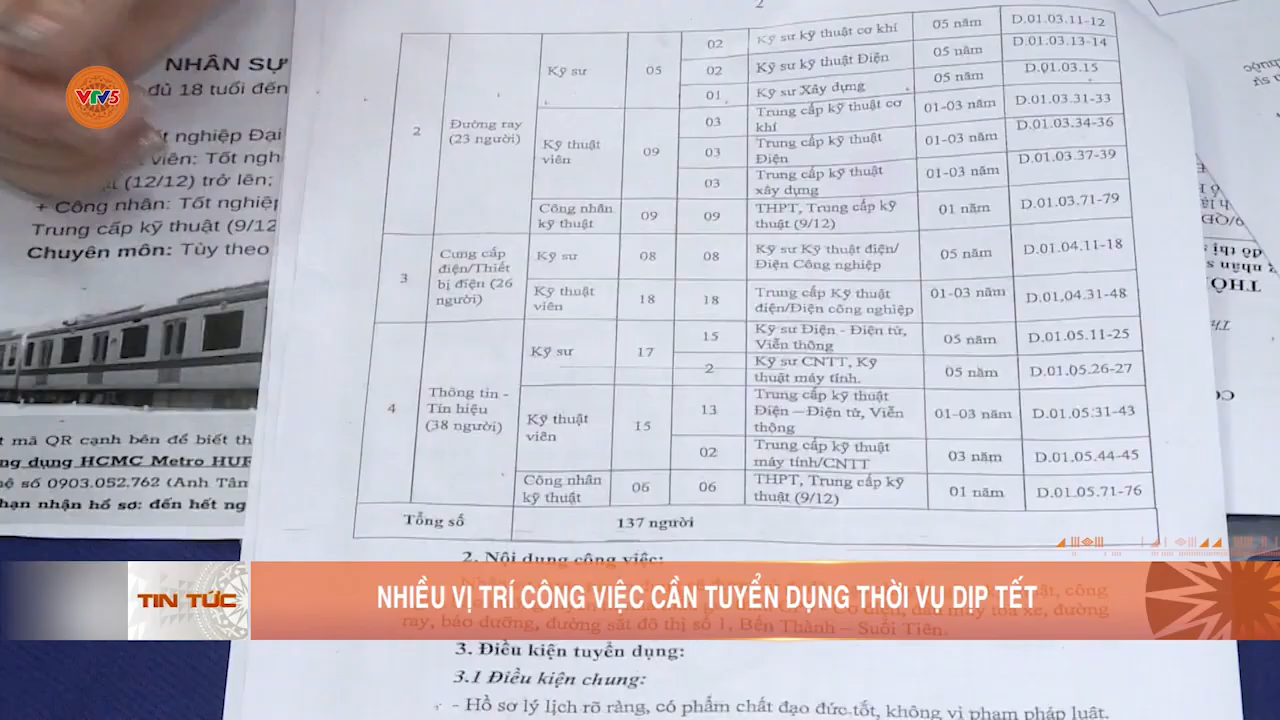 2
NHÂN SỰ
VTV5
đủ 18 tuổi đến
nghiệp Đại
viên: Tốt ngh
(12/12) trở lên;
+ Công nhân: Tốt nghiệp
Trung cấp kỹ thuật (9/12
Chuyên môn: Tùy theo
mã QR cạnh bên để biết th
dụng HCMC Metro HUR
số 0903.052.762 (Anh Tân
hạn nhận hồ sơ: đến hết ng
2 Đường ray (23 người) Kỹ sư 05 02 Kỹ sư kỹ thuật cơ khí 05 năm D.01.03.11-12
02 Kỹ sư kỹ thuật Điện 05 năm D.01.03.13-14
01 Kỹ sư Xây dựng 05 năm D.01.03.15
Kỹ thuật viên 09 03 Trung cấp kỹ thuật cơ khí 01-03 năm D.01.03.31-33
03 Trung cấp kỹ thuật Điện 01-03 năm D.01.03.34-36
03 Trung cấp kỹ thuật xây dựng 01-03 năm D.01.03.37-39
Công nhân kỹ thuật 09 09 THPT, Trung cấp kỹ thuật (9/12) 01 năm D.01.03.71-79
3 Cung cấp điện/Thiết bị điện (26 người) Kỹ sư 08 08 Kỹ sư Kỹ thuật điện/ Điện Công nghiệp 05 năm D.01.04.11-18
Kỹ thuật viên 18 18 Trung cấp Kỹ thuật điện/Điện công nghiệp 01-03 năm D.01.04.31-48
4 Thông tin - Tín hiệu (38 người) Kỹ sư 17 15 Kỹ sư Điện - Điện tử, Viễn thông 05 năm D.01.05.11-25
2 Kỹ sư CNTT, Kỹ thuật máy tính. 05 năm D.01.05.26-27
Kỹ thuật viên 15 13 Trung cấp kỹ thuật Điện – Điện tử, Viễn thông 01-03 năm D.01.05.31-43
02 Trung cấp kỹ thuật máy tính/CNTT 03 năm D.01.05.44-45
Công nhân kỹ thuật 06 06 THPT, Trung cấp kỹ thuật (9/12) 01 năm D.01.05.71-76
Tổng số 137 người
2. Nội dung công việc:
TIN TỨC
NHIỀU VỊ TRÍ CÔNG VIỆC CẦN TUYỂN DỤNG THỜI VỤ DỊP TẾT
ray, bảo dưỡng, đường sắt đô thị số 1, Bến Thành – Suối Tiên.
3. Điều kiện tuyển dụng:
3.1 Điều kiện chung:
- Hồ sơ lý lịch rõ ràng, có phẩm chất đạo đức tốt, không vi phạm pháp luật.